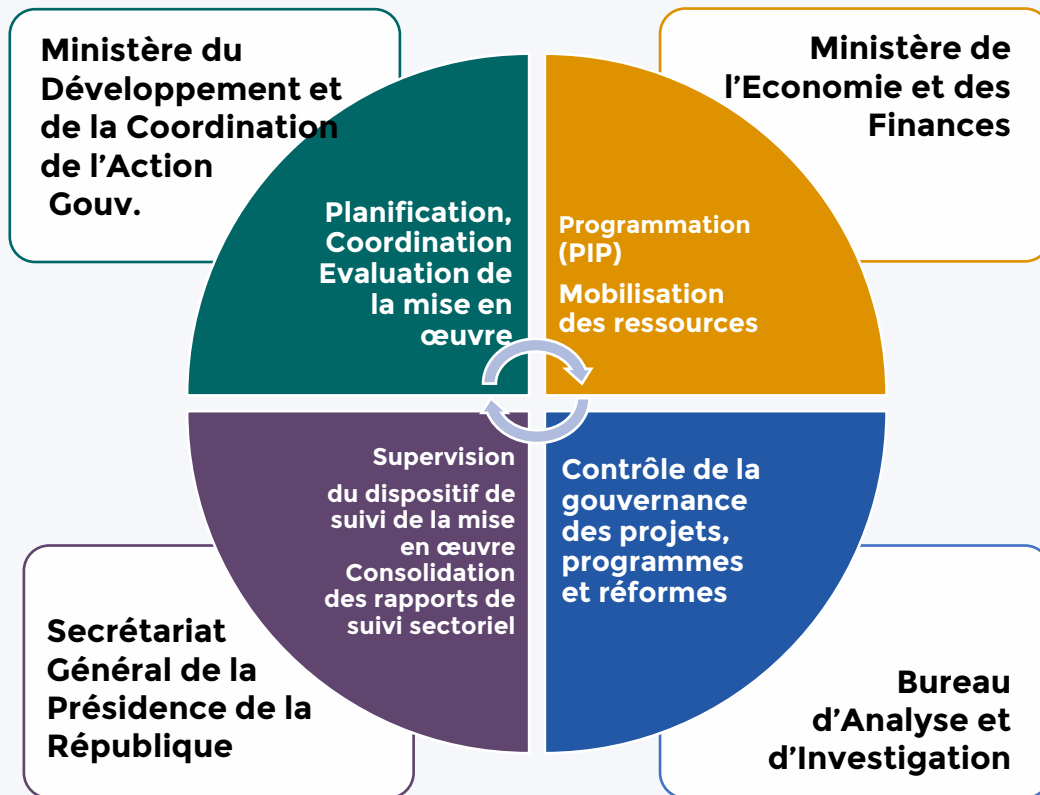 Ministère du
Développement et
de la Coordination
de l'Action
Gouv.
Ministère de
l'Economie et des
Finances
Planification,
Coordination
Evaluation de
la mise en
œuvre
Programmation
(PIP)
Mobilisation
des ressources
Supervision
du dispositif de
suivi de la mise
en œuvre
Consolidation
des rapports de
suivi sectoriel
Contrôle de la
gouvernance
des projets,
programmes
et réformes
Secrétariat
Général de la
Présidence de la
République
Bureau
d'Analyse et
d'Investigation